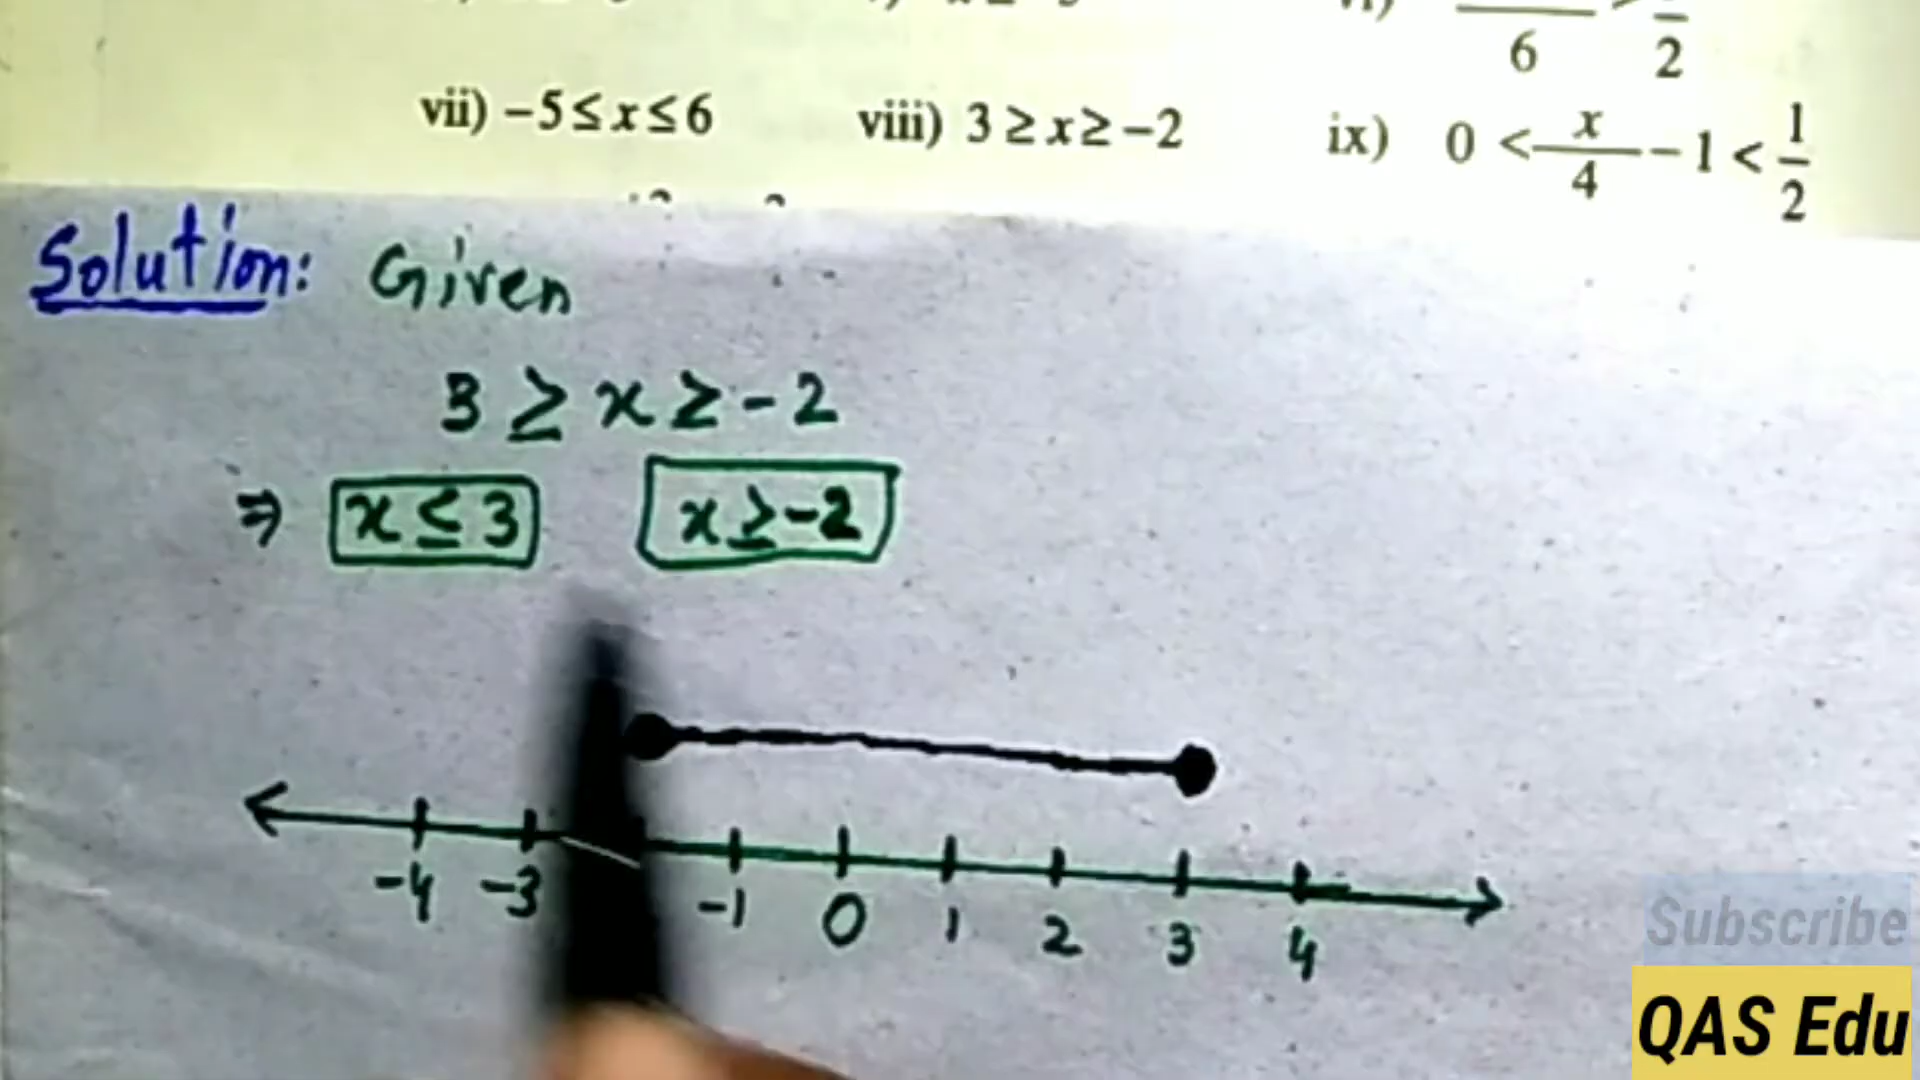 6 2
vii) −5≤x≤6 viii) 3≥x≥−2 ix) 0 < x/4 − 1 < 1/2
Solution: Given
3 ≥ x ≥ -2
⇒ x ≤ 3 x ≥ -2
-4 -3 -1 0 1 2 3 4
Subscribe
QAS Edu